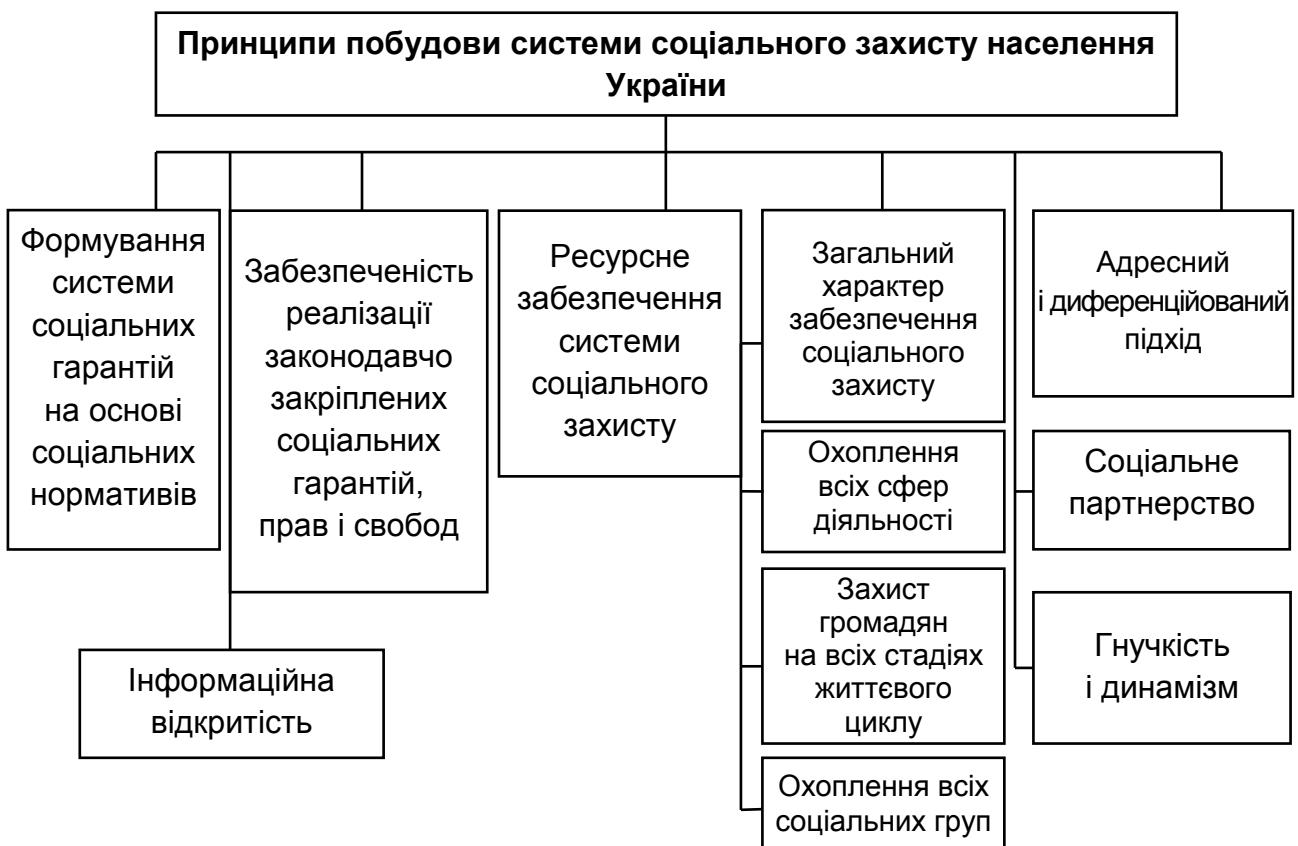 Принципи побудови системи соціального захисту населення
України
Формування
системи
соціальних
гарантій
на основі
соціальних
нормативів
Забезпеченість
реалізації
законодавчо
закріплених
соціальних
гарантій,
прав і свобод
Ресурсне
забезпечення
системи
соціального
захисту
Загальний
характер
забезпечення
соціального
захисту
Адресний
і диференційований
підхід
Охоплення
всіх сфер
діяльності
Соціальне
партнерство
Захист
громадян
на всіх стадіях
життєвого
циклу
Гнучкість
і динамізм
Інформаційна
відкритість
Охоплення всіх
соціальних груп